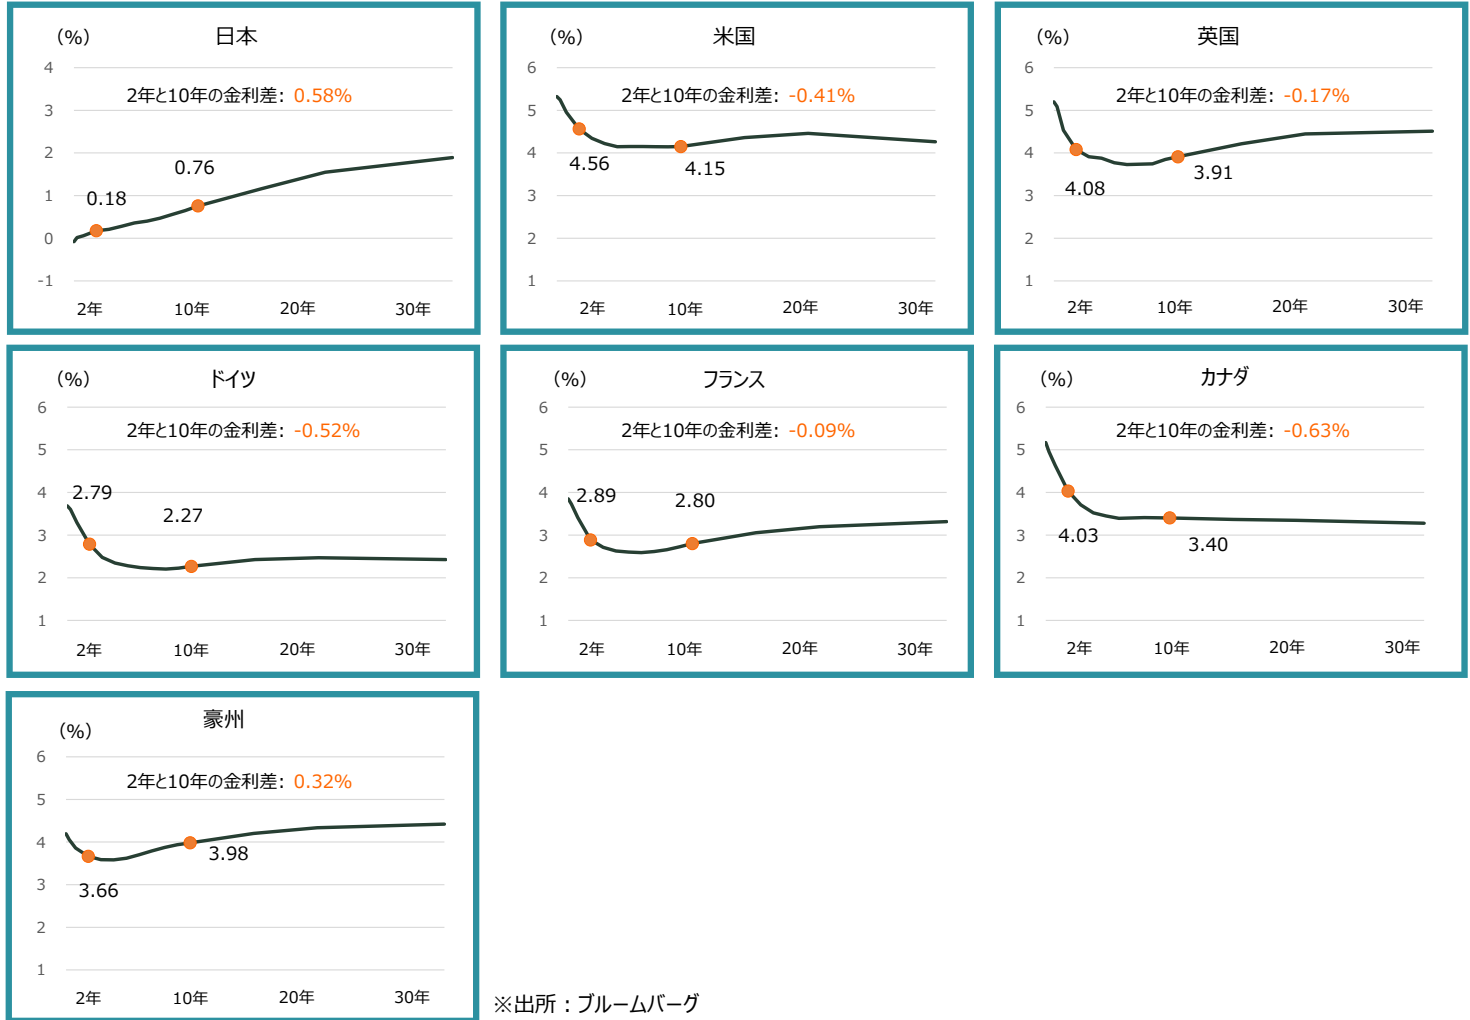 (%)
日本
4
2年と10年の金利差: 0.58%
3
2
0.76
1
0.18
0
-1
2年 10年 20年 30年
(%)
米国
6
2年と10年の金利差: -0.41%
5
4
4.56 4.15
3
2
1
2年 10年 20年 30年
(%)
英国
6
2年と10年の金利差: -0.17%
5
4
4.08 3.91
3
2
1
2年 10年 20年 30年
(%)
ドイツ
6
2年と10年の金利差: -0.52%
5
4
2.79
2.27
3
2
1
2年 10年 20年 30年
(%)
フランス
6
2年と10年の金利差: -0.09%
5
4
2.89 2.80
3
2
1
2年 10年 20年 30年
(%)
カナダ
6
2年と10年の金利差: -0.63%
5
4
4.03 3.40
3
2
1
2年 10年 20年 30年
(%)
豪州
6
2年と10年の金利差: 0.32%
5
4
3.98
3
3.66
2
1
2年 10年 20年 30年
※出所：ブルームバーグ